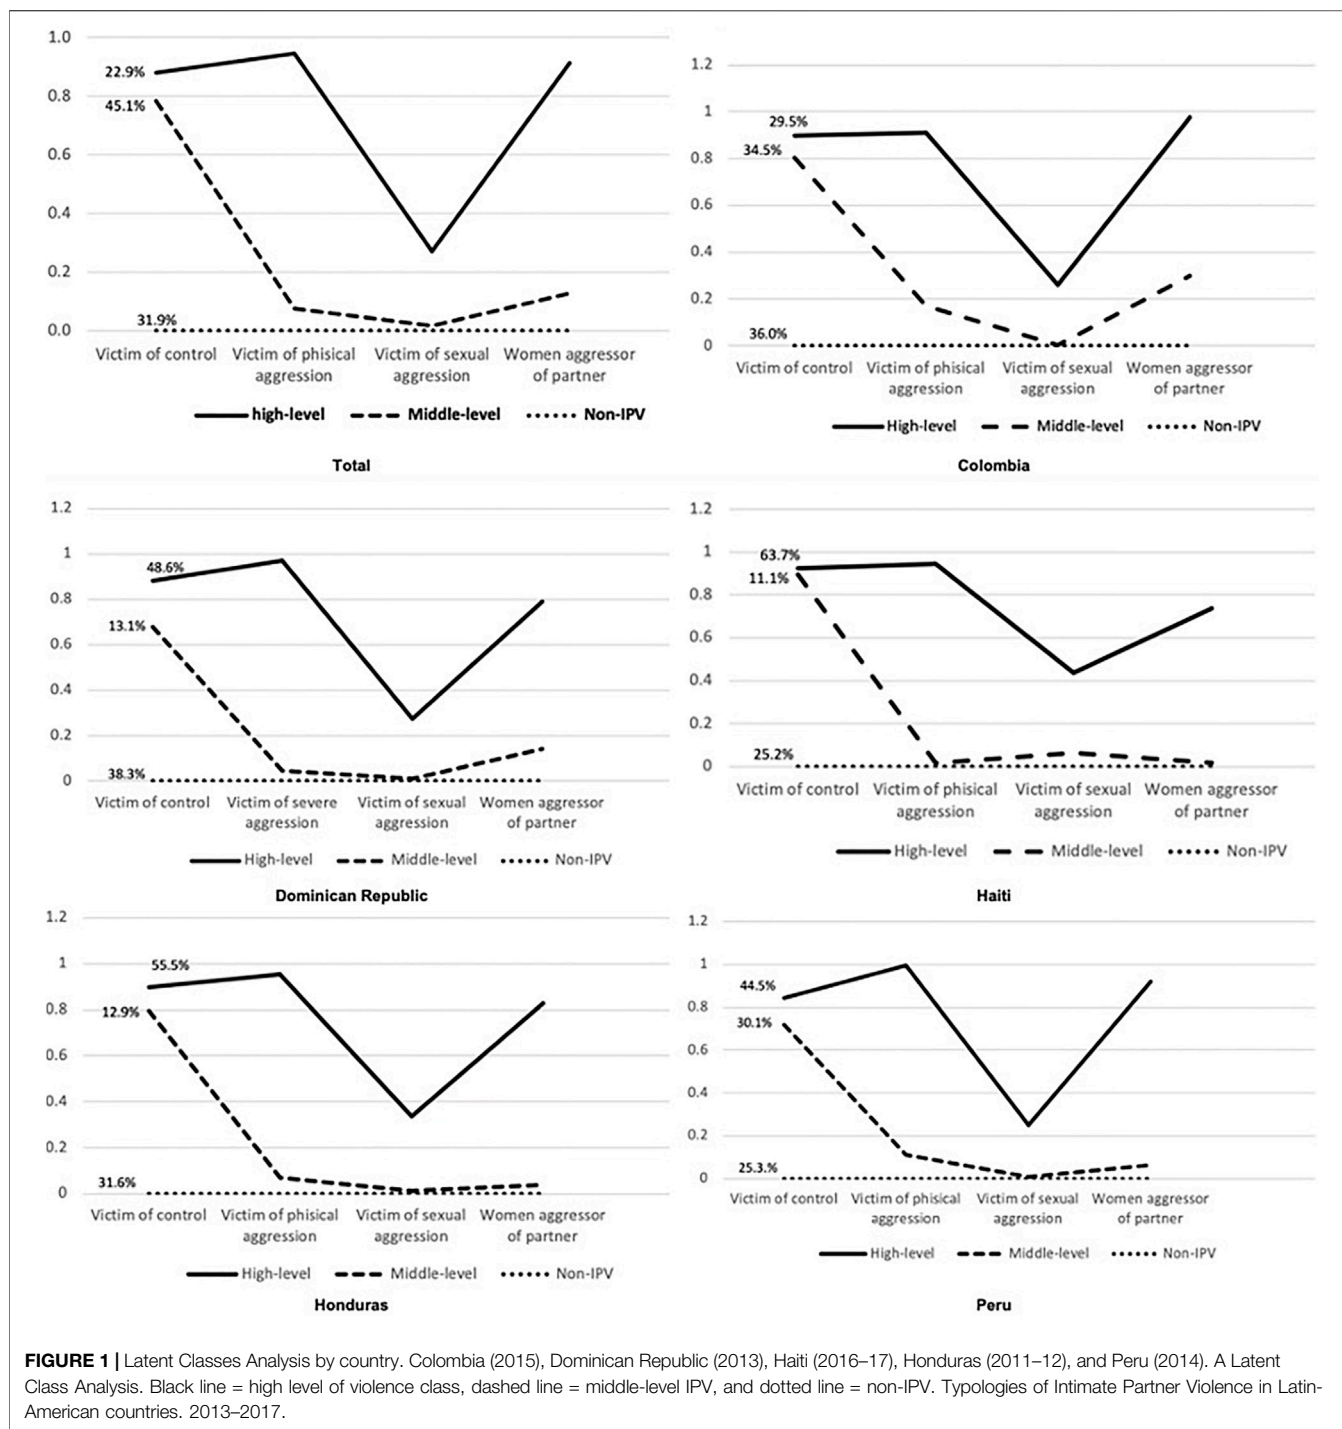 1.0
0.8
0.6
0.4
0.2
0.0
22.9%
45.1%
31.9%
Victim of control
Victim of phisical aggression
Victim of sexual aggression
Women aggressor of partner
high-level
Middle-level
Non-IPV
Total
1.2
1
0.8
0.6
0.4
0.2
0
29.5%
34.5%
36.0%
Victim of control
Victim of phisical aggression
Victim of sexual aggression
Women aggressor of partner
High-level
Middle-level
Non-IPV
Colombia
1.2
1
0.8
0.6
0.4
0.2
0
48.6%
13.1%
38.3%
Victim of control
Victim of severe aggression
Victim of sexual aggression
Women aggressor of partner
High-level
Middle-level
Non-IPV
Dominican Republic
1.2
1
0.8
0.6
0.4
0.2
0
63.7%
11.1%
25.2%
Victim of control
Victim of phisical aggression
Victim of sexual aggression
Women aggressor of partner
High-level
Middle-level
Non-IPV
Haiti
1.2
1
0.8
0.6
0.4
0.2
0
55.5%
12.9%
31.6%
Victim of control
Victim of phisical aggression
Victim of sexual aggression
Women aggressor of partner
High-level
Middle-level
Non-IPV
Honduras
1.2
1
0.8
0.6
0.4
0.2
0
44.5%
30.1%
25.3.%
Victim of control
Victim of phisical aggression
Victim of sexual aggression
Women aggressor of partner
High-level
Middle-level
Non-IPV
Peru
FIGURE 1 | Latent Classes Analysis by country. Colombia (2015), Dominican Republic (2013), Haiti (2016–17), Honduras (2011–12), and Peru (2014). A Latent
Class Analysis. Black line = high level of violence class, dashed line = middle-level IPV, and dotted line = non-IPV. Typologies of Intimate Partner Violence in Latin-
American countries. 2013–2017.